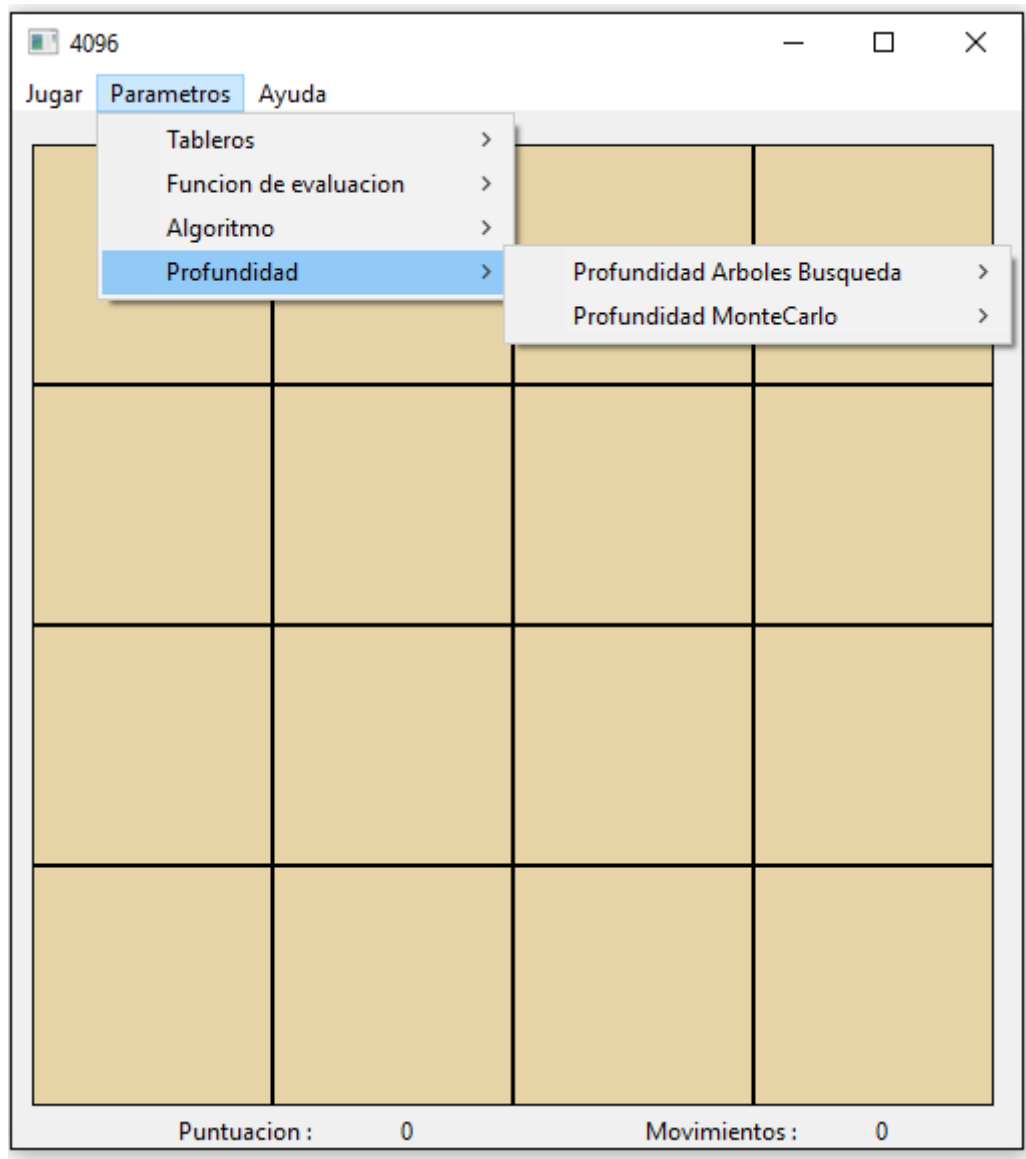 4096
Jugar Parametros Ayuda
Tableros
Funcion de evaluacion
Algoritmo
Profundidad
Profundidad Arboles Busqueda
Profundidad MonteCarlo
Puntuacion : 0 Movimientos : 0